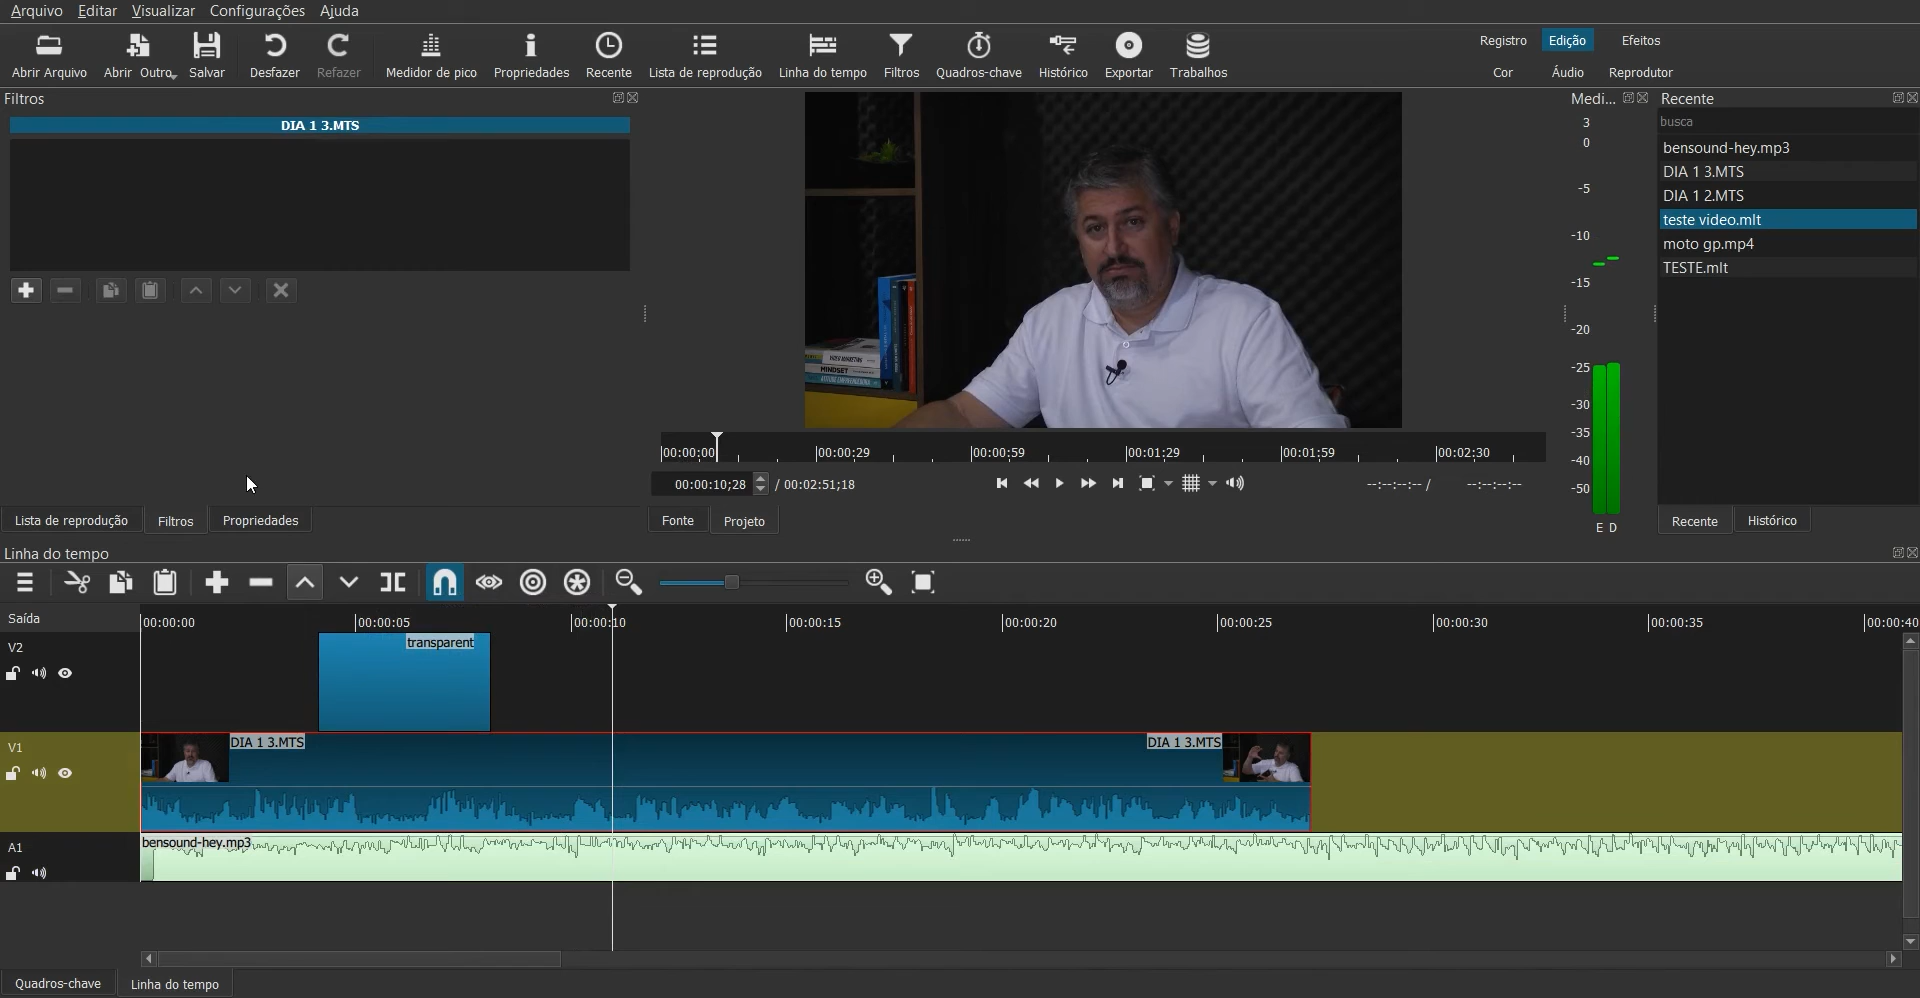 Arquivo Editar Visualizar Configurações Ajuda
Abrir Arquivo Abrir Outro Salvar Desfazer Refazer Medidor de pico Propriedades Recente Lista de reprodução Linha do tempo Filtros Quadros-chave Histórico Exportar Trabalhos
Registro Edição Efeitos
Cor Áudio Reprodutor
Filtros
DIA 1 3.MTS
Lista de reprodução Filtros Propriedades
VIDEO MARKETING
MINDSET
00:00:00 00:00:29 00:00:59 00:01:29 00:01:59 00:02:30
00:00:10;28 / 00:02:51;18 --:--:--:-- / --:--:--:--
Fonte Projeto
Medi...
3
0
-5
-10
-15
-20
-25
-30
-35
-40
-50
E D
Recente
busca
bensound-hey.mp3
DIA 1 3.MTS
DIA 1 2.MTS
teste video.mlt
moto gp.mp4
TESTE.mlt
Recente Histórico
Linha do tempo
Saída 00:00:00 00:00:05 00:00:10 00:00:15 00:00:20 00:00:25 00:00:30 00:00:35 00:00:40
V2 transparent
V1 DIA 1 3.MTS DIA 1 3.MTS
A1 bensound-hey.mp3
Quadros-chave Linha do tempo